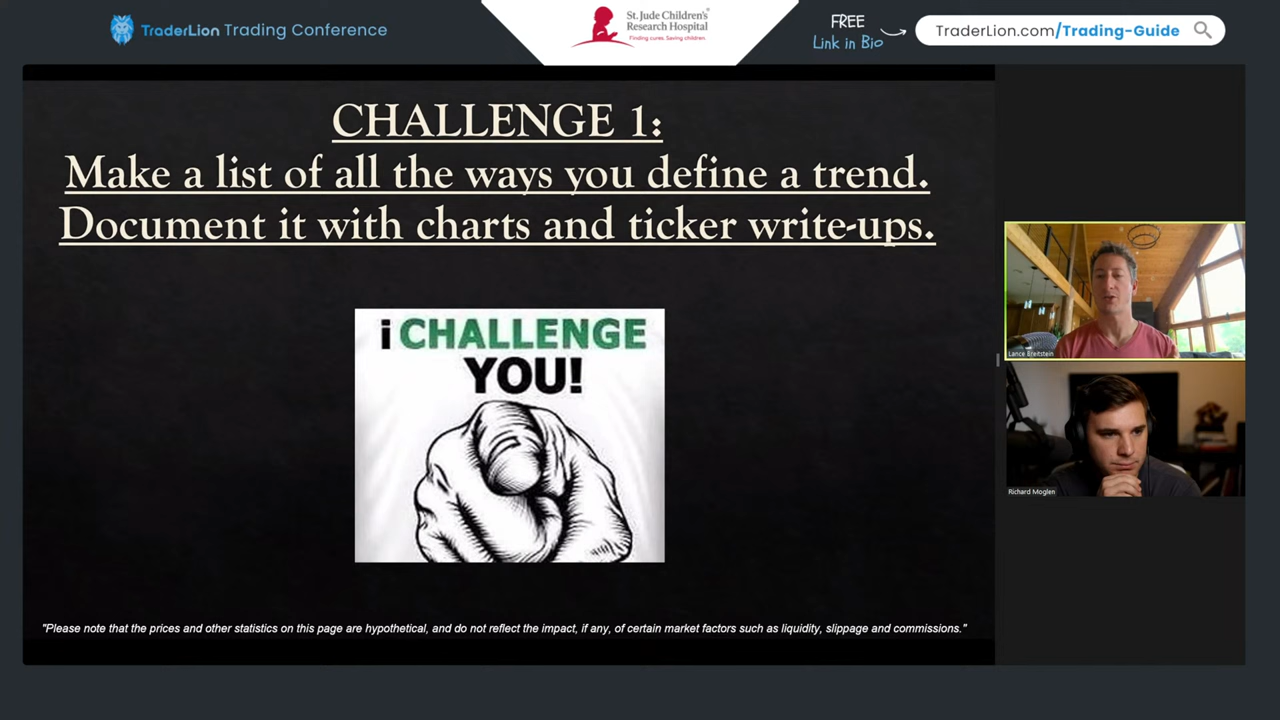 TraderLion Trading Conference
St. Jude Children's
Research Hospital
Finding cures. Saving children.
FREE
Link in Bio
TraderLion.com/Trading-Guide
CHALLENGE 1:
Make a list of all the ways you define a trend.
Document it with charts and ticker write-ups.
i CHALLENGE
YOU!
Lance Breitstein
Richard Moglen
"Please note that the prices and other statistics on this page are hypothetical, and do not reflect the impact, if any, of certain market factors such as liquidity, slippage and commissions."